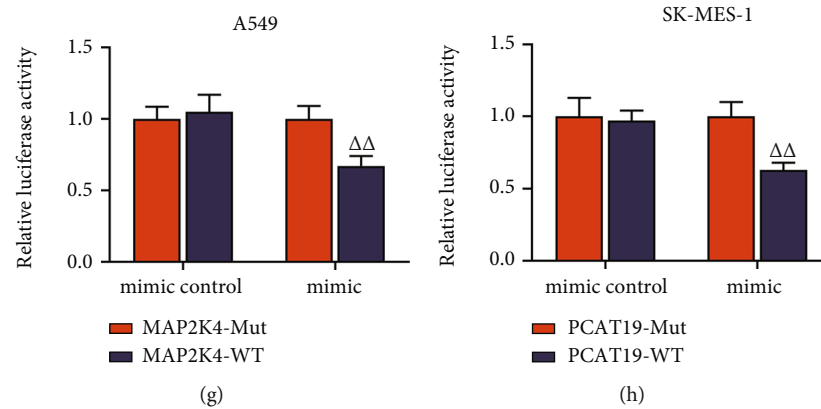 A549
Relative luciferase activity
1.5
1.0
0.5
0.0
ΔΔ
mimic control
mimic
MAP2K4-Mut
MAP2K4-WT
(g)
SK-MES-1
Relative luciferase activity
1.5
1.0
0.5
0.0
ΔΔ
mimic control
mimic
PCAT19-Mut
PCAT19-WT
(h)